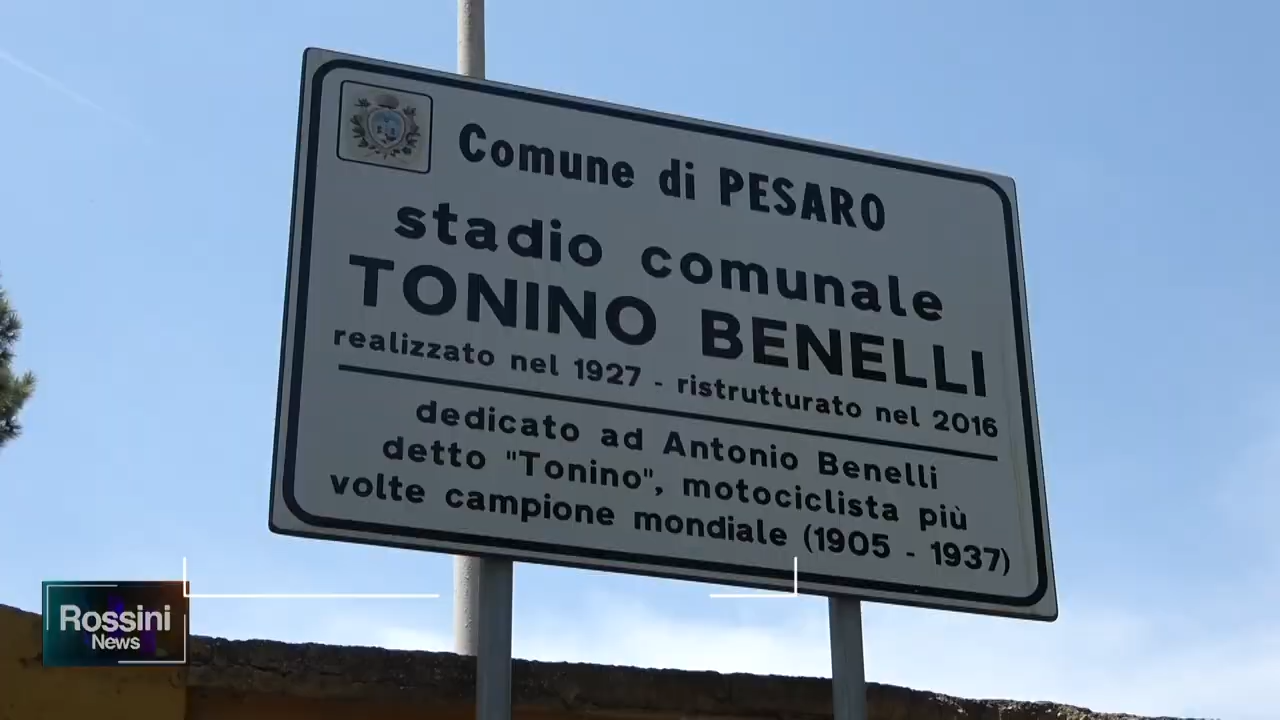 Comune di PESARO
stadio comunale
TONINO BENELLI
realizzato nel 1927 - ristrutturato nel 2016
dedicato ad Antonio Benelli
detto "Tonino", motociclista più
volte campione mondiale (1905 - 1937)
Rossini
News